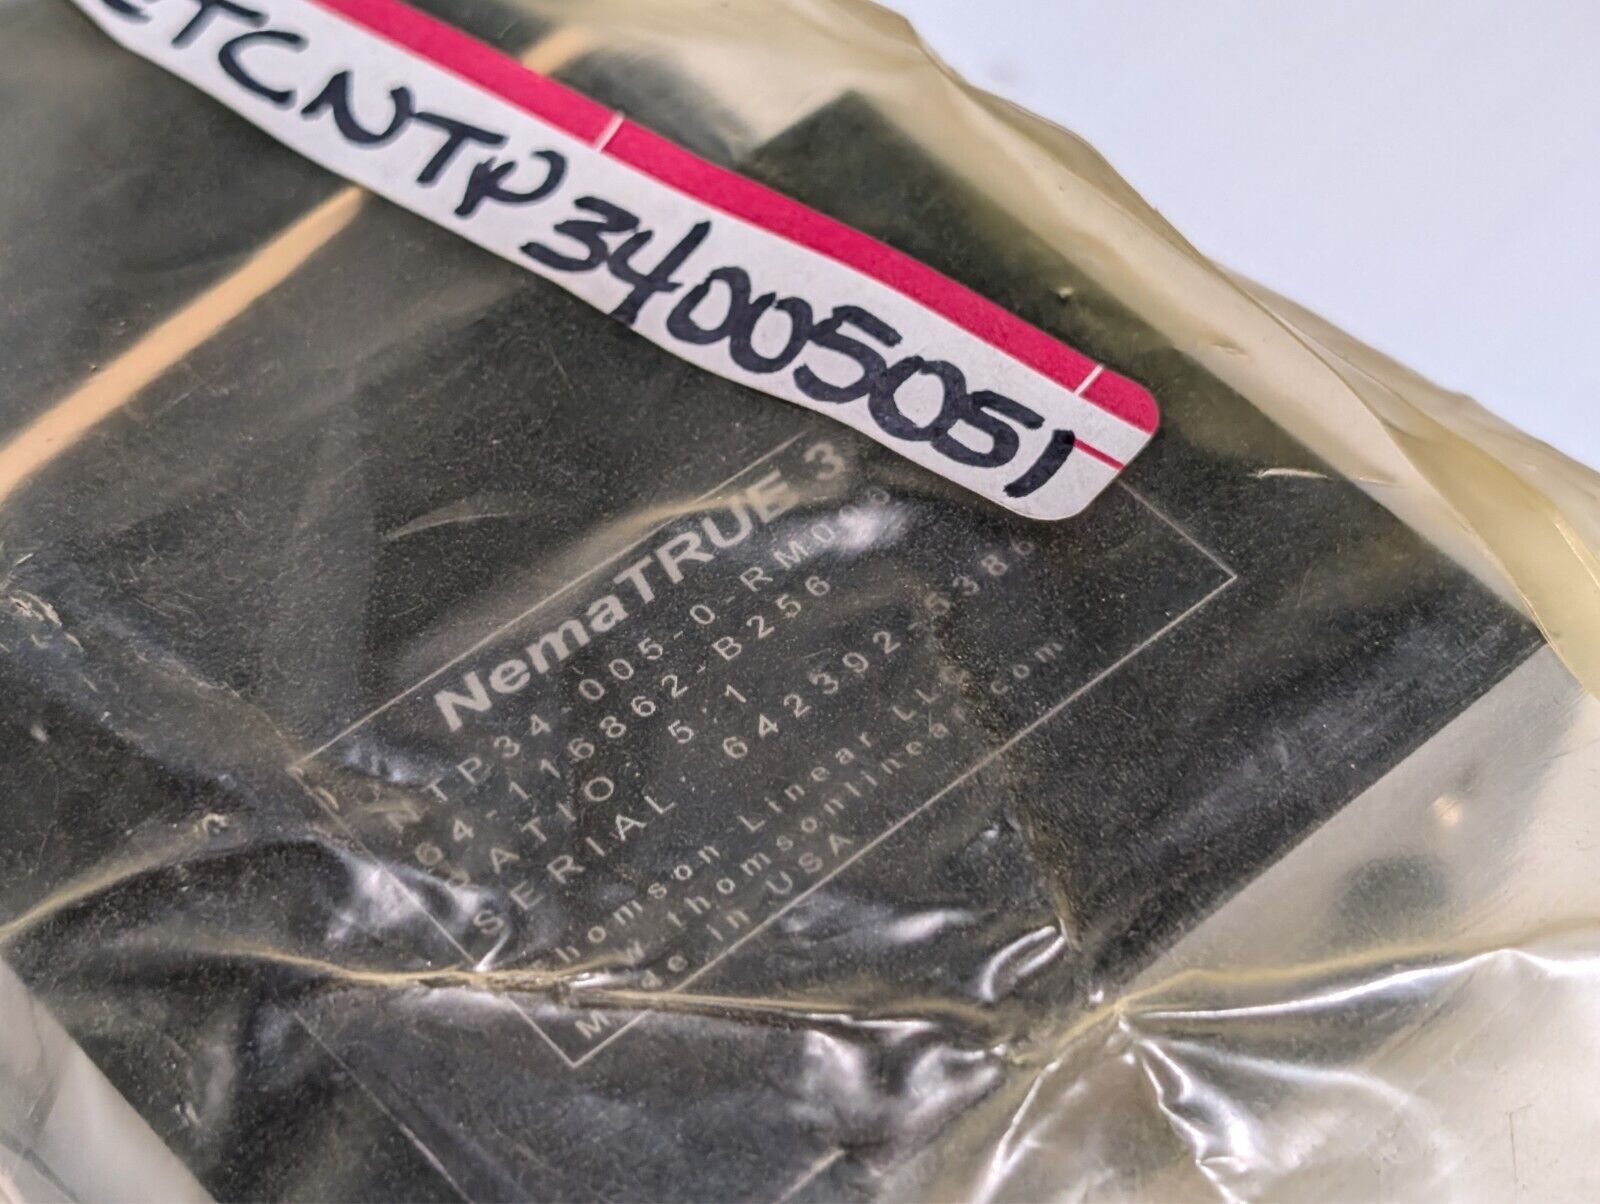 ETCNTP34005051
NemaTRUE 3
NTP34-005-0-RM0
64-116862-B256
RATIO 5:1
SERIAL 642392-5386
Thomson Linear LLC
thomsonlinear.com
Made in USA